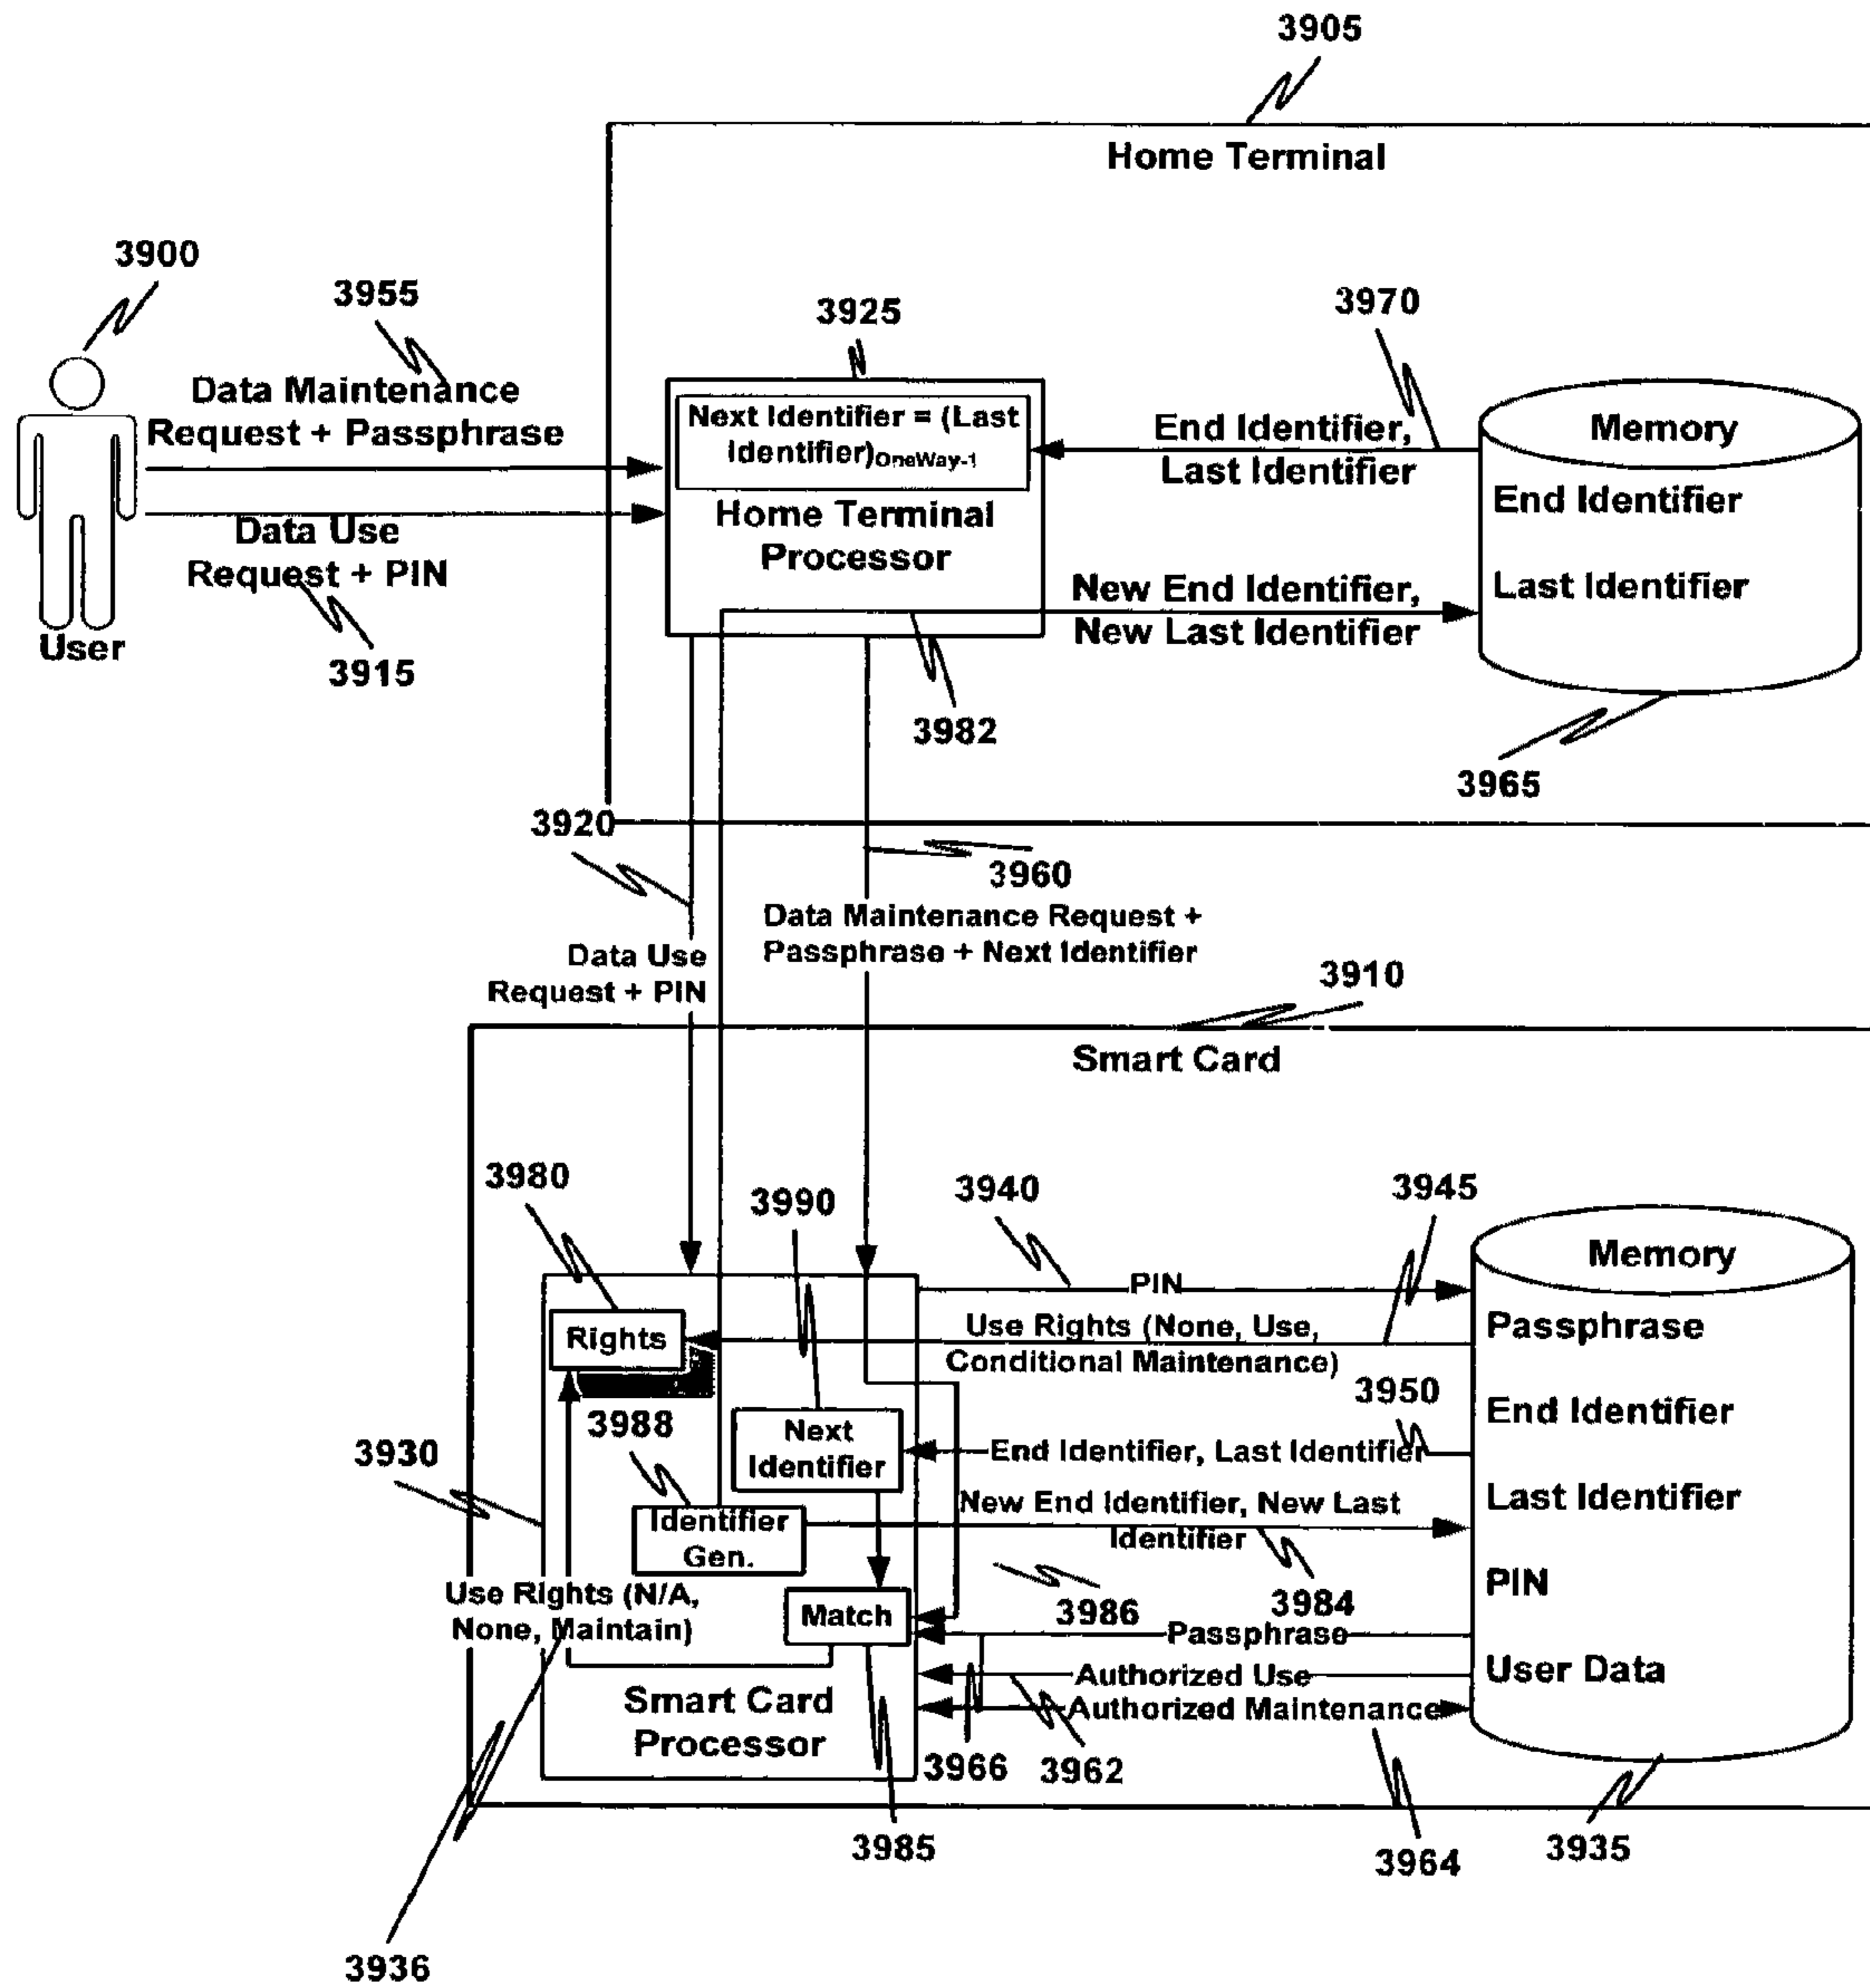 3905
Home Terminal
3900
3955
3925
3970
Data Maintenance
Request + Passphrase
Next Identifier = (Last
Identifier)OneWay-1
End Identifier,
Last Identifier
Memory
End Identifier
Last Identifier
Home Terminal
Processor
Data Use
Request + PIN
New End Identifier,
New Last Identifier
User
3915
3982
3965
3920
3960
Data Maintenance Request +
Passphrase + Next Identifier
Data Use
Request + PIN
3910
Smart Card
3980
3990
3940
3945
Memory
PIN
Rights
Use Rights (None, Use,
Conditional Maintenance)
Passphrase
3950
3988
Next
Identifier
End Identifier, Last Identifier
End Identifier
3930
New End Identifier, New Last
Identifier
Last Identifier
Identifier
Gen.
PIN
Use Rights (N/A,
None, Maintain)
Match
3986
3984
Passphrase
Authorized Use
User Data
Authorized Maintenance
Smart Card
Processor
3966
3962
3985
3964
3935
3936